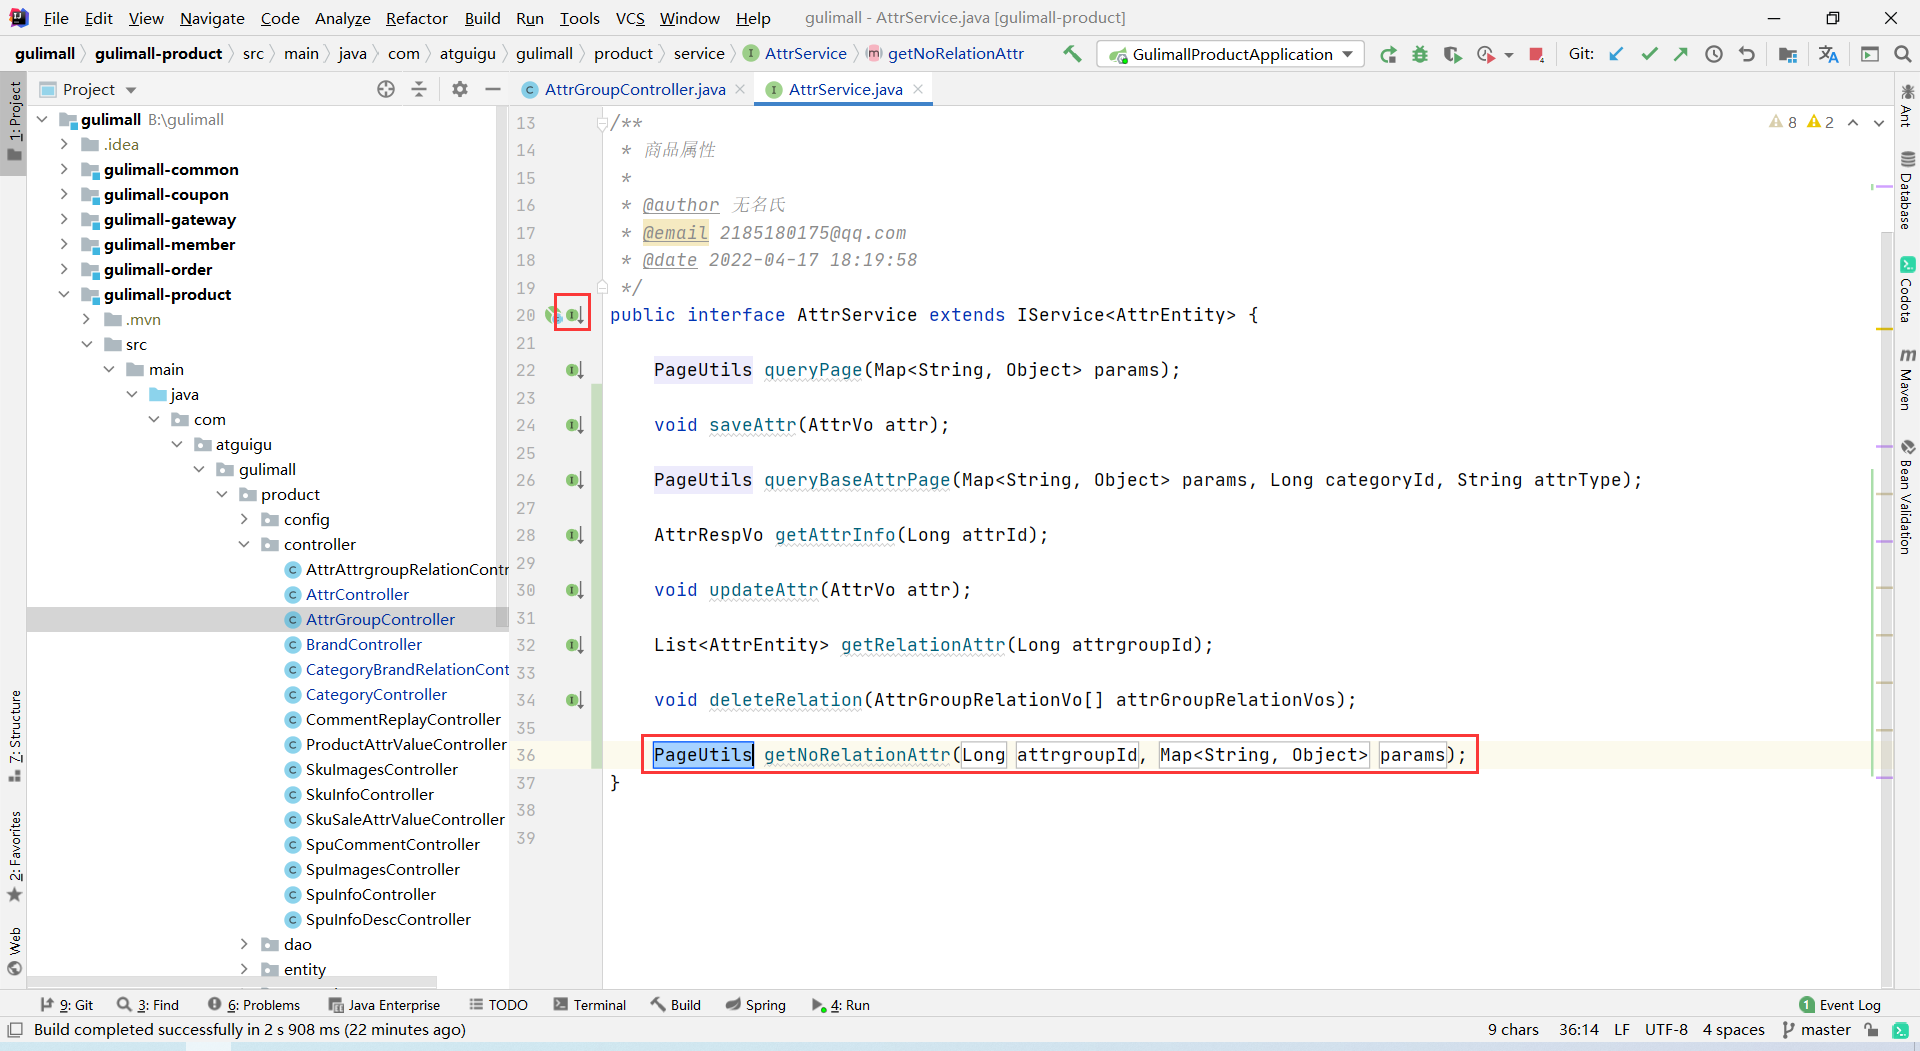 File Edit View Navigate Code Analyze Refactor Build Run Tools VCS Window Help gulimall - AttrService.java [gulimall-product]
gulimall gulimall-product src main java com atguigu gulimall product service AttrService getNoRelationAttr GulimallProductApplication Git:
Project
AttrGroupController.java
AttrService.java
1: Project
7: Structure
2: Favorites
Web
gulimall B:\gulimall
.idea
gulimall-common
gulimall-coupon
gulimall-gateway
gulimall-member
gulimall-order
gulimall-product
.mvn
src
main
java
com
atguigu
gulimall
product
config
controller
AttrAttrgroupRelationContr
AttrController
AttrGroupController
BrandController
CategoryBrandRelationCont
CategoryController
CommentReplayController
ProductAttrValueController
SkuImagesController
SkuInfoController
SkuSaleAttrValueController
SpuCommentController
SpuImagesController
SpuInfoController
SpuInfoDescController
dao
entity
8 2
13 /**
14 * 商品属性
15 *
16 * @author 无名氏
17 * @email 2185180175@qq.com
18 * @date 2022-04-17 18:19:58
19 */
20 public interface AttrService extends IService<AttrEntity> {
21
22 PageUtils queryPage(Map<String, Object> params);
23
24 void saveAttr(AttrVo attr);
25
26 PageUtils queryBaseAttrPage(Map<String, Object> params, Long categoryId, String attrType);
27
28 AttrRespVo getAttrInfo(Long attrId);
29
30 void updateAttr(AttrVo attr);
31
32 List<AttrEntity> getRelationAttr(Long attrgroupId);
33
34 void deleteRelation(AttrGroupRelationVo[] attrGroupRelationVos);
35
36 PageUtils getNoRelationAttr(Long attrgroupId, Map<String, Object> params);
37 }
38
39
Ant
Database
Codota
Maven
Bean Validation
9: Git 3: Find 6: Problems Java Enterprise TODO Terminal Build Spring 4: Run 1 Event Log
Build completed successfully in 2 s 908 ms (22 minutes ago) 9 chars 36:14 LF UTF-8 4 spaces master